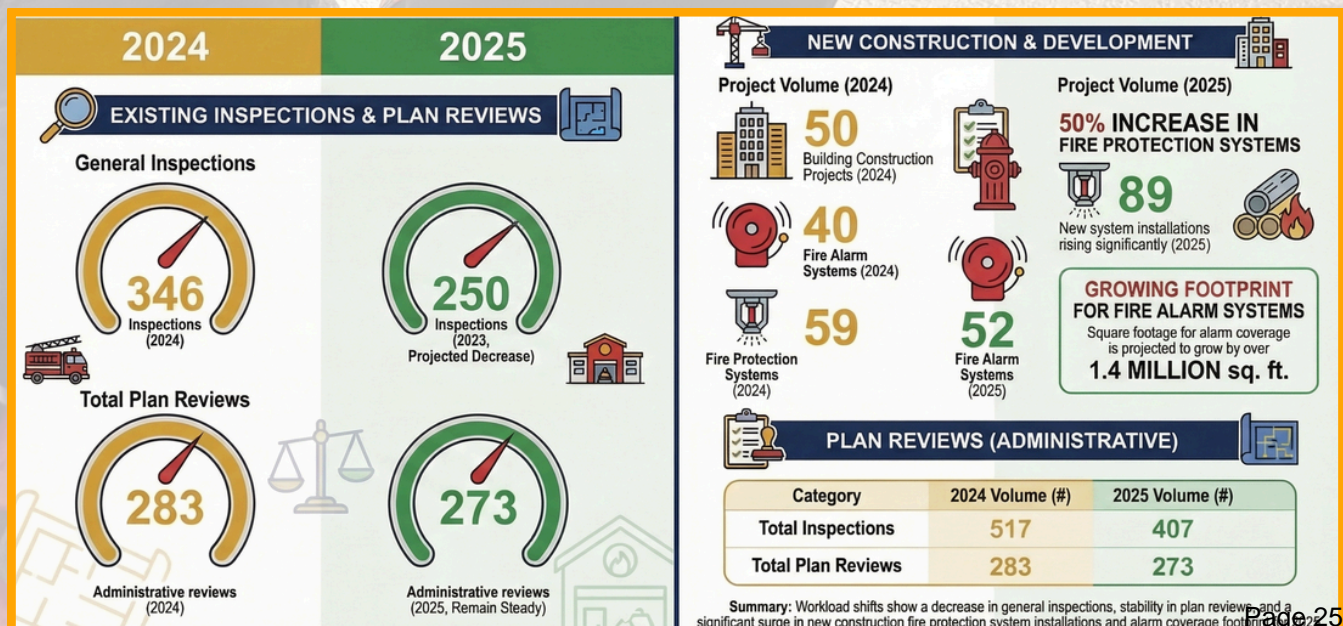 2024
2025
EXISTING INSPECTIONS & PLAN REVIEWS
General Inspections
346
Inspections
(2024)
250
Inspections
(2023,
Projected Decrease)
Total Plan Reviews
283
Administrative reviews
(2024)
273
Administrative reviews
(2025, Remain Steady)
NEW CONSTRUCTION & DEVELOPMENT
Project Volume (2024)
50
Building Construction
Projects (2024)
40
Fire Alarm
Systems (2024)
59
Fire Protection
Systems
(2024)
52
Fire Alarm
Systems
(2025)
Project Volume (2025)
50% INCREASE IN
FIRE PROTECTION SYSTEMS
89
New system installations
rising significantly (2025)
GROWING FOOTPRINT
FOR FIRE ALARM SYSTEMS
Square footage for alarm coverage
is projected to grow by over
1.4 MILLION sq. ft.
PLAN REVIEWS (ADMINISTRATIVE)
Category 2024 Volume (#) 2025 Volume (#)
Total Inspections 517 407
Total Plan Reviews 283 273
Summary: Workload shifts show a decrease in general inspections, stability in plan reviews, and a
significant surge in new construction fire protection system installations and alarm coverage
Page 25